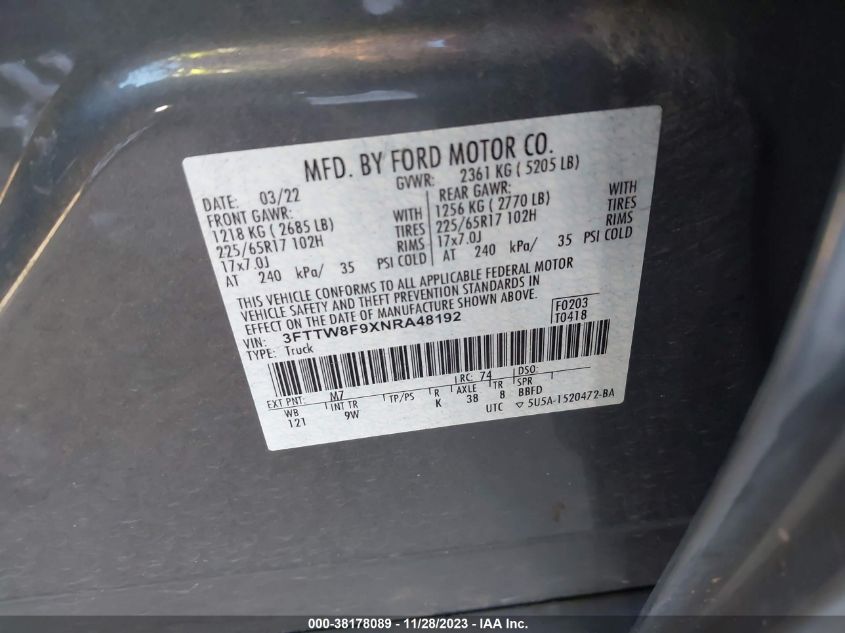 MFD. BY FORD MOTOR CO.
DATE: 03/22 GVWR: 2361 KG ( 5205 LB)
FRONT GAWR: REAR GAWR:
1218 KG ( 2685 LB) WITH 1256 KG ( 2770 LB) WITH
225/65R17 102H TIRES 225/65R17 102H TIRES
17x7.0J RIMS 17x7.0J RIMS
AT 240 kPa/ 35 PSI COLD AT 240 kPa/ 35 PSI COLD
THIS VEHICLE CONFORMS TO ALL APPLICABLE FEDERAL MOTOR
VEHICLE SAFETY AND THEFT PREVENTION STANDARDS IN
EFFECT ON THE DATE OF MANUFACTURE SHOWN ABOVE.
VIN: 3FTTW8F9XNRA48192 F0203
TYPE: Truck T0418
EXT PNT: M7 RC: 74 DSO:
WB INT TR TP/PS R AXLE TR SPR
121 9W K 38 8 BBFD
UTC ▽ 5U5A-1520472-BA
000-38178089 - 11/28/2023 - IAA Inc.